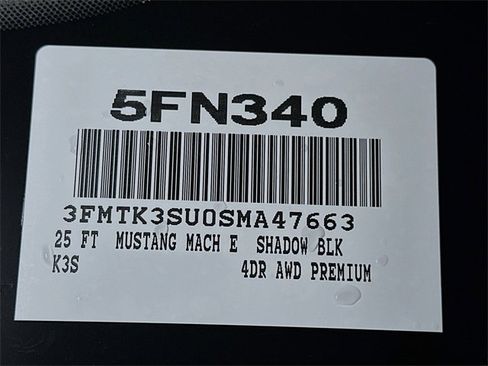 5FN340
3FMTK3SU0SMA47663
25 FT MUSTANG MACH E SHADOW BLK
K3S 4DR AWD PREMIUM